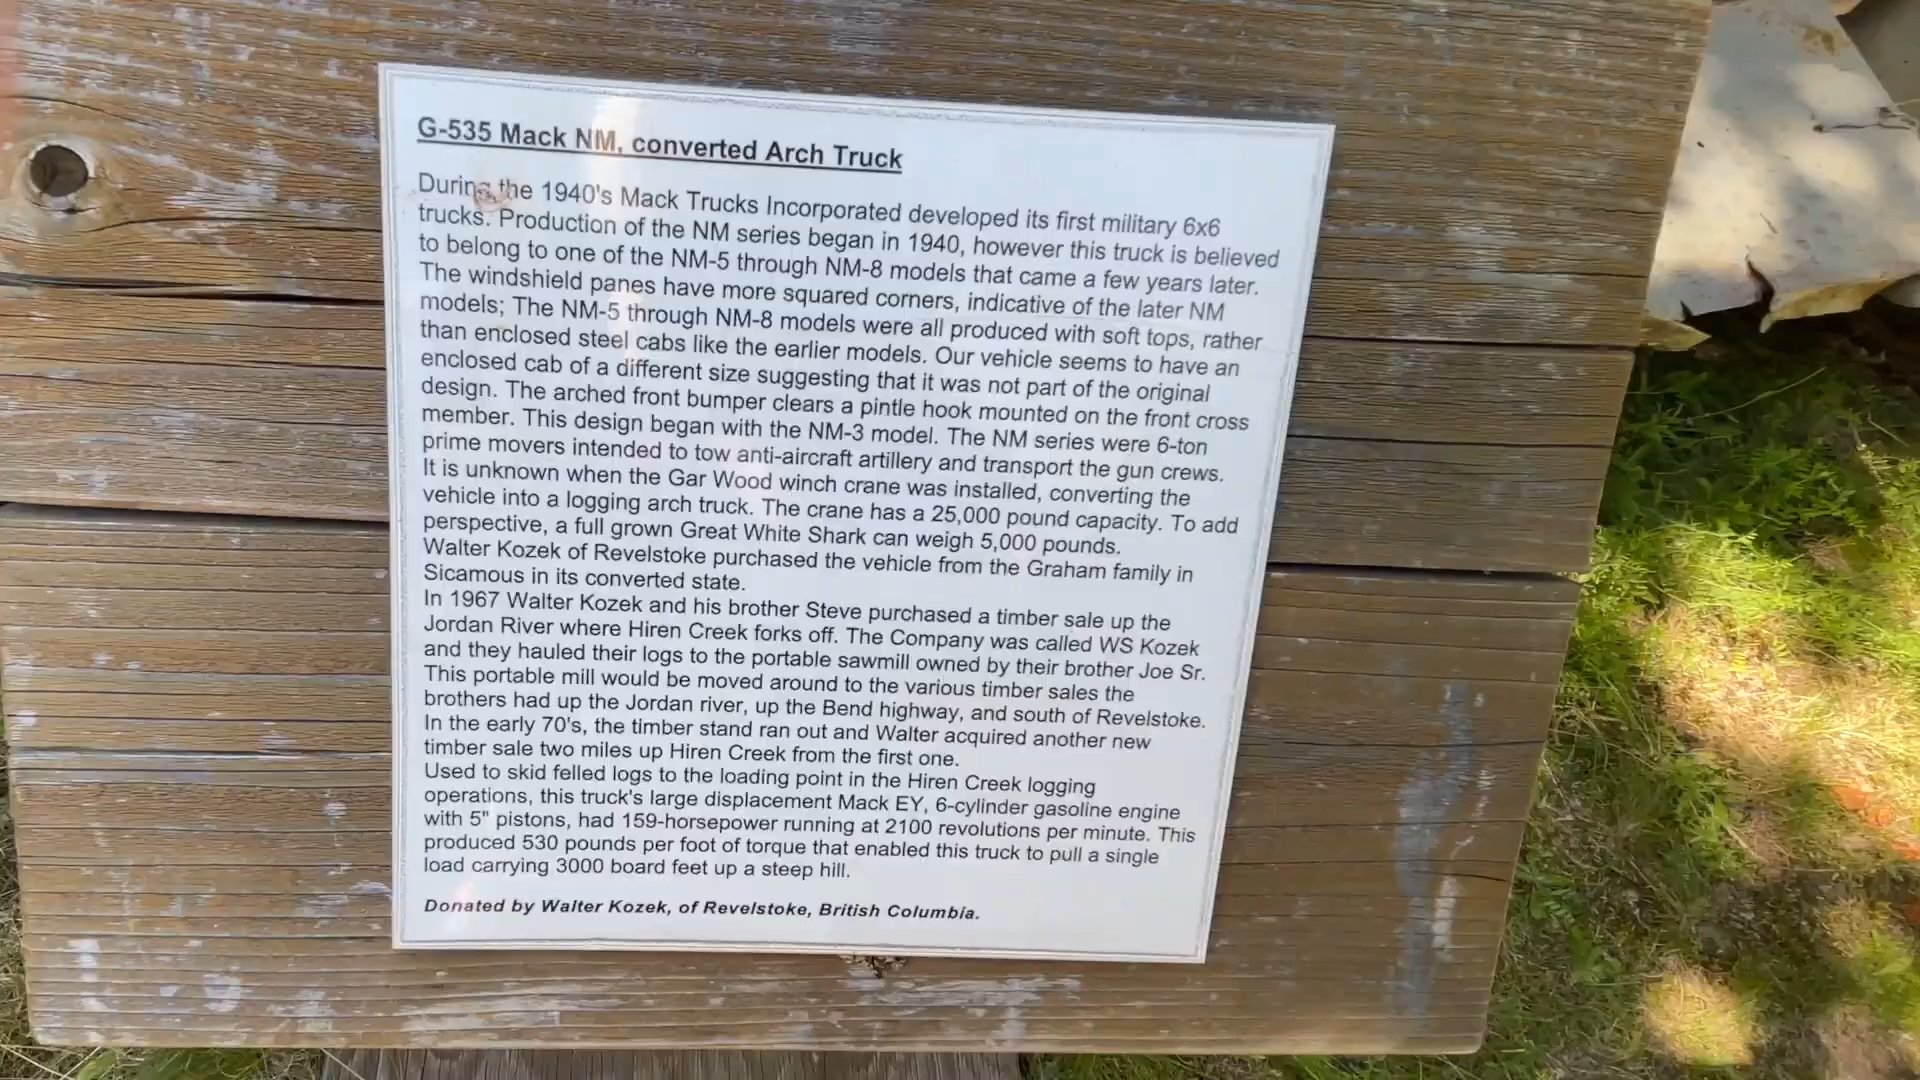 G-535 Mack NM, converted Arch Truck
During the 1940's Mack Trucks Incorporated developed its first military 6x6
trucks. Production of the NM series began in 1940, however this truck is believed
to belong to one of the NM-5 through NM-8 models that came a few years later.
The windshield panes have more squared corners, indicative of the later NM
models; The NM-5 through NM-8 models were all produced with soft tops, rather
than enclosed steel cabs like the earlier models. Our vehicle seems to have an
enclosed cab of a different size suggesting that it was not part of the original
design. The arched front bumper clears a pintle hook mounted on the front cross
member. This design began with the NM-3 model. The NM series were 6-ton
prime movers intended to tow anti-aircraft artillery and transport the gun crews.
It is unknown when the Gar Wood winch crane was installed, converting the
vehicle into a logging arch truck. The crane has a 25,000 pound capacity. To add
perspective, a full grown Great White Shark can weigh 5,000 pounds.
Walter Kozek of Revelstoke purchased the vehicle from the Graham family in
Sicamous in its converted state.
In 1967 Walter Kozek and his brother Steve purchased a timber sale up the
Jordan River where Hiren Creek forks off. The Company was called WS Kozek
and they hauled their logs to the portable sawmill owned by their brother Joe Sr.
This portable mill would be moved around to the various timber sales the
brothers had up the Jordan river, up the Bend highway, and south of Revelstoke.
In the early 70's, the timber stand ran out and Walter acquired another new
timber sale two miles up Hiren Creek from the first one.
Used to skid felled logs to the loading point in the Hiren Creek logging
operations, this truck's large displacement Mack EY, 6-cylinder gasoline engine
with 5" pistons, had 159-horsepower running at 2100 revolutions per minute. This
produced 530 pounds per foot of torque that enabled this truck to pull a single
load carrying 3000 board feet up a steep hill.
Donated by Walter Kozek, of Revelstoke, British Columbia.